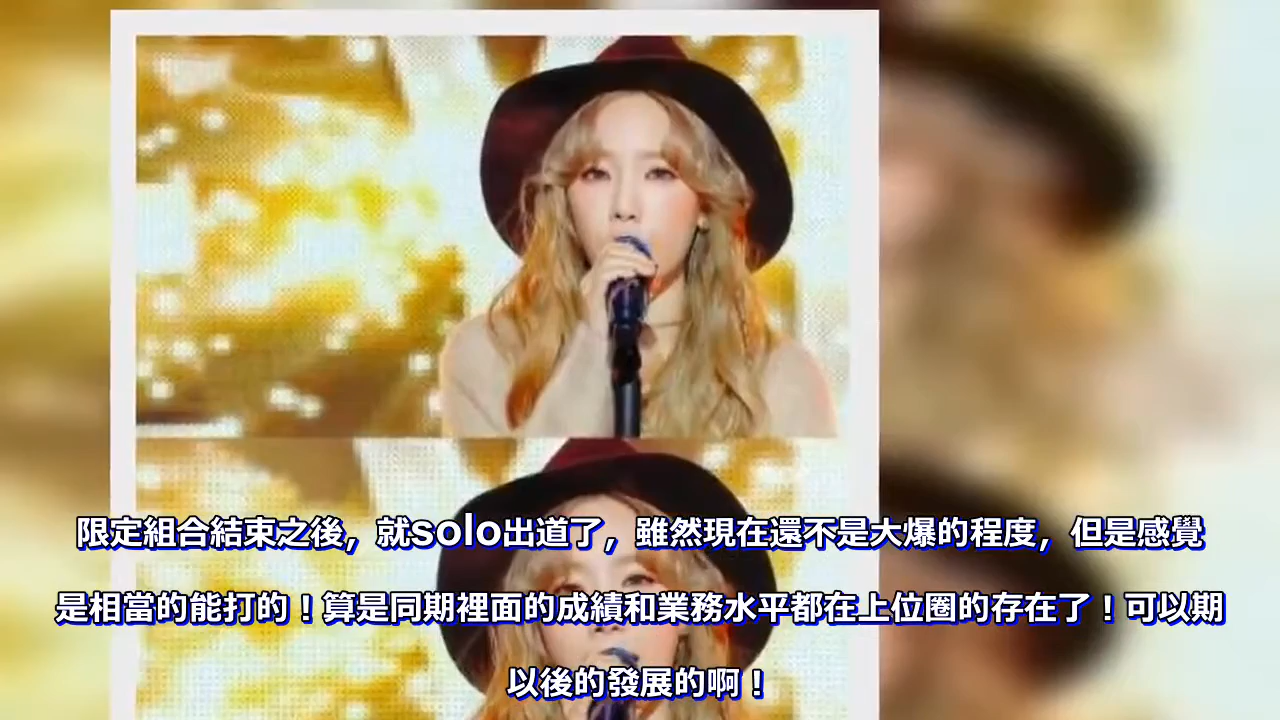 限定組合結束之後，就solo出道了，雖然現在還不是大爆的程度，但是感覺
是相當的能打的！算是同期裡面的成績和業務水平都在上位圈的存在了！可以期
以後的發展的啊！